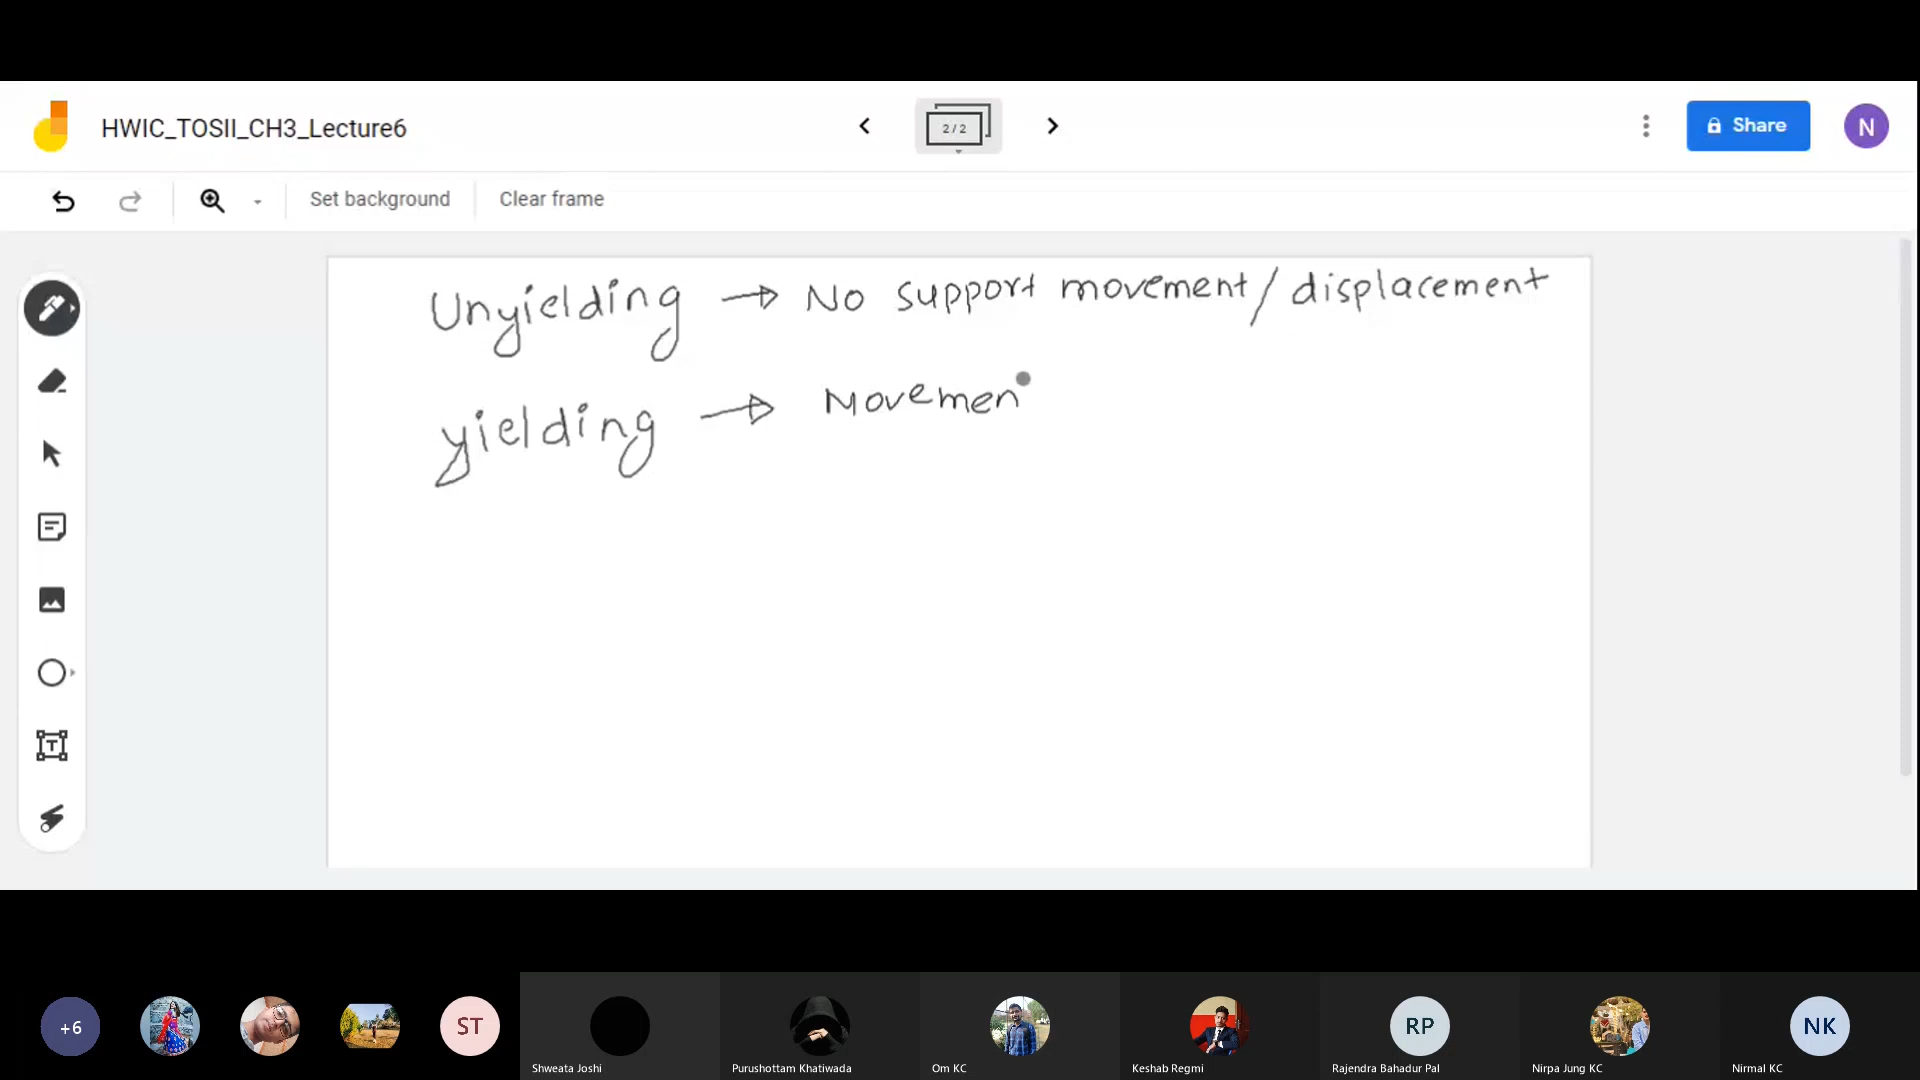 HWIC_TOSII_CH3_Lecture6
2/2
Share
N
Set background
Clear frame
Unyielding → No support movement/displacement
yielding → Movemen
T
+6
ST
RP
NK
Shweata Joshi
Purushottam Khatiwada
Om KC
Keshab Regmi
Rajendra Bahadur Pal
Nirpa Jung KC
Nirmal KC